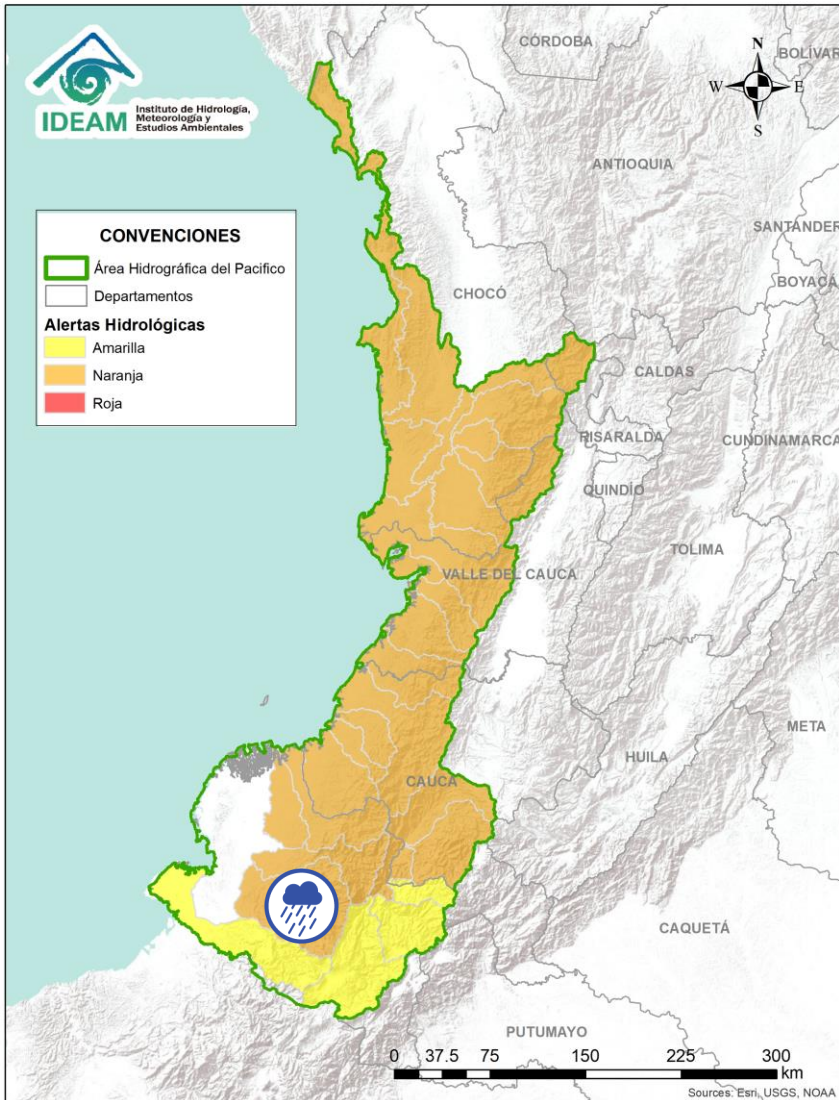 IDEAM
Instituto de Hidrología,
Meteorología y
Estudios Ambientales
N
W
E
S
CONVENCIONES
Área Hidrográfica del Pacifico
Departamentos
Alertas Hidrológicas
Amarilla
Naranja
Roja
CÓRDOBA
BOLÍVAR
ANTIOQUIA
SANTANDER
BOYACÁ
CHOCÓ
CALDAS
RISARALDA
CUNDINAMARCA
QUINDÍO
TOLIMA
VALLE DEL CAUCA
META
HUILA
CAUCA
CAQUETÁ
PUTUMAYO
0 37.5 75 150 225 300
km
Sources: Esri, USGS, NOAA